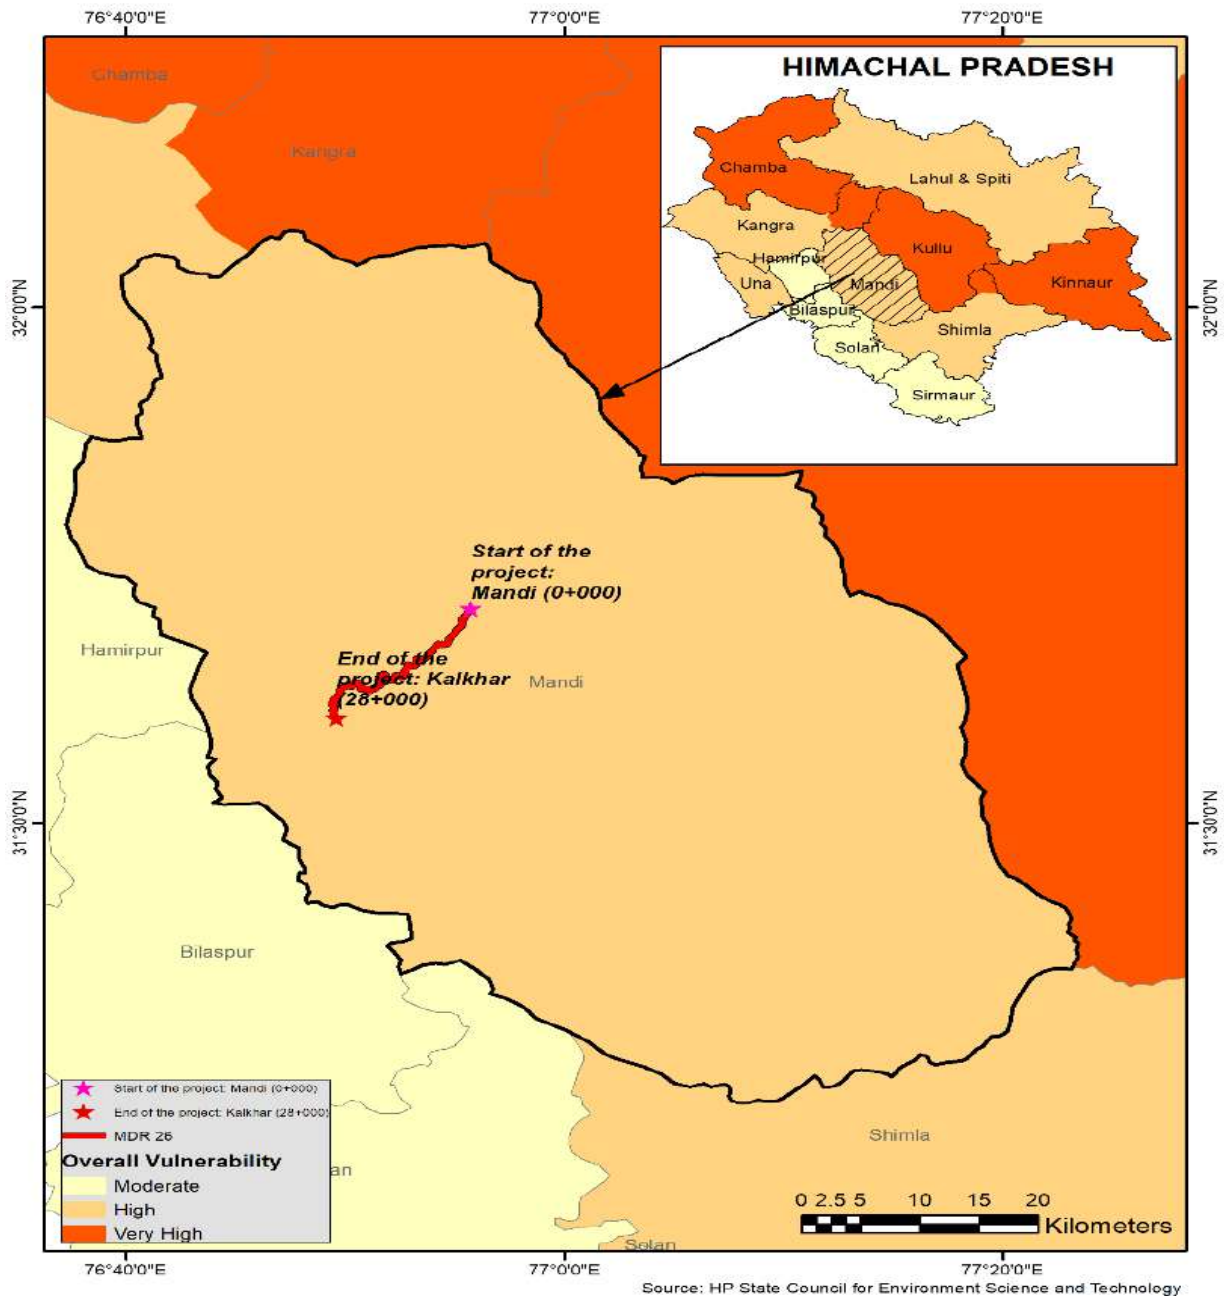 76°40'0"E
77°0'0"E
77°20'0"E
HIMACHAL PRADESH
Chamba
Lahul & Spiti
Kangra
Kullu
Hamirpur
Una
Mandi
Kinnaur
Bilaspur
Shimla
Solan
Sirmaur
Chamba
Kangra
32°0'0"N
32°0'0"N
Start of the
project:
Mandi (0+000)
Hamirpur
End of the
project: Kalkhar
(28+000)
Mandi
31°30'0"N
31°30'0"N
Bilaspur
Shimla
Start of the project: Mandi (0+000)
End of the project: Kalkhar (28+000)
MDR 26
Overall Vulnerability
an
Moderate
High
Very High
0 2.5 5 10 15 20
Kilometers
Solan
76°40'0"E
77°0'0"E
77°20'0"E
Source: HP State Council for Environment Science and Technology